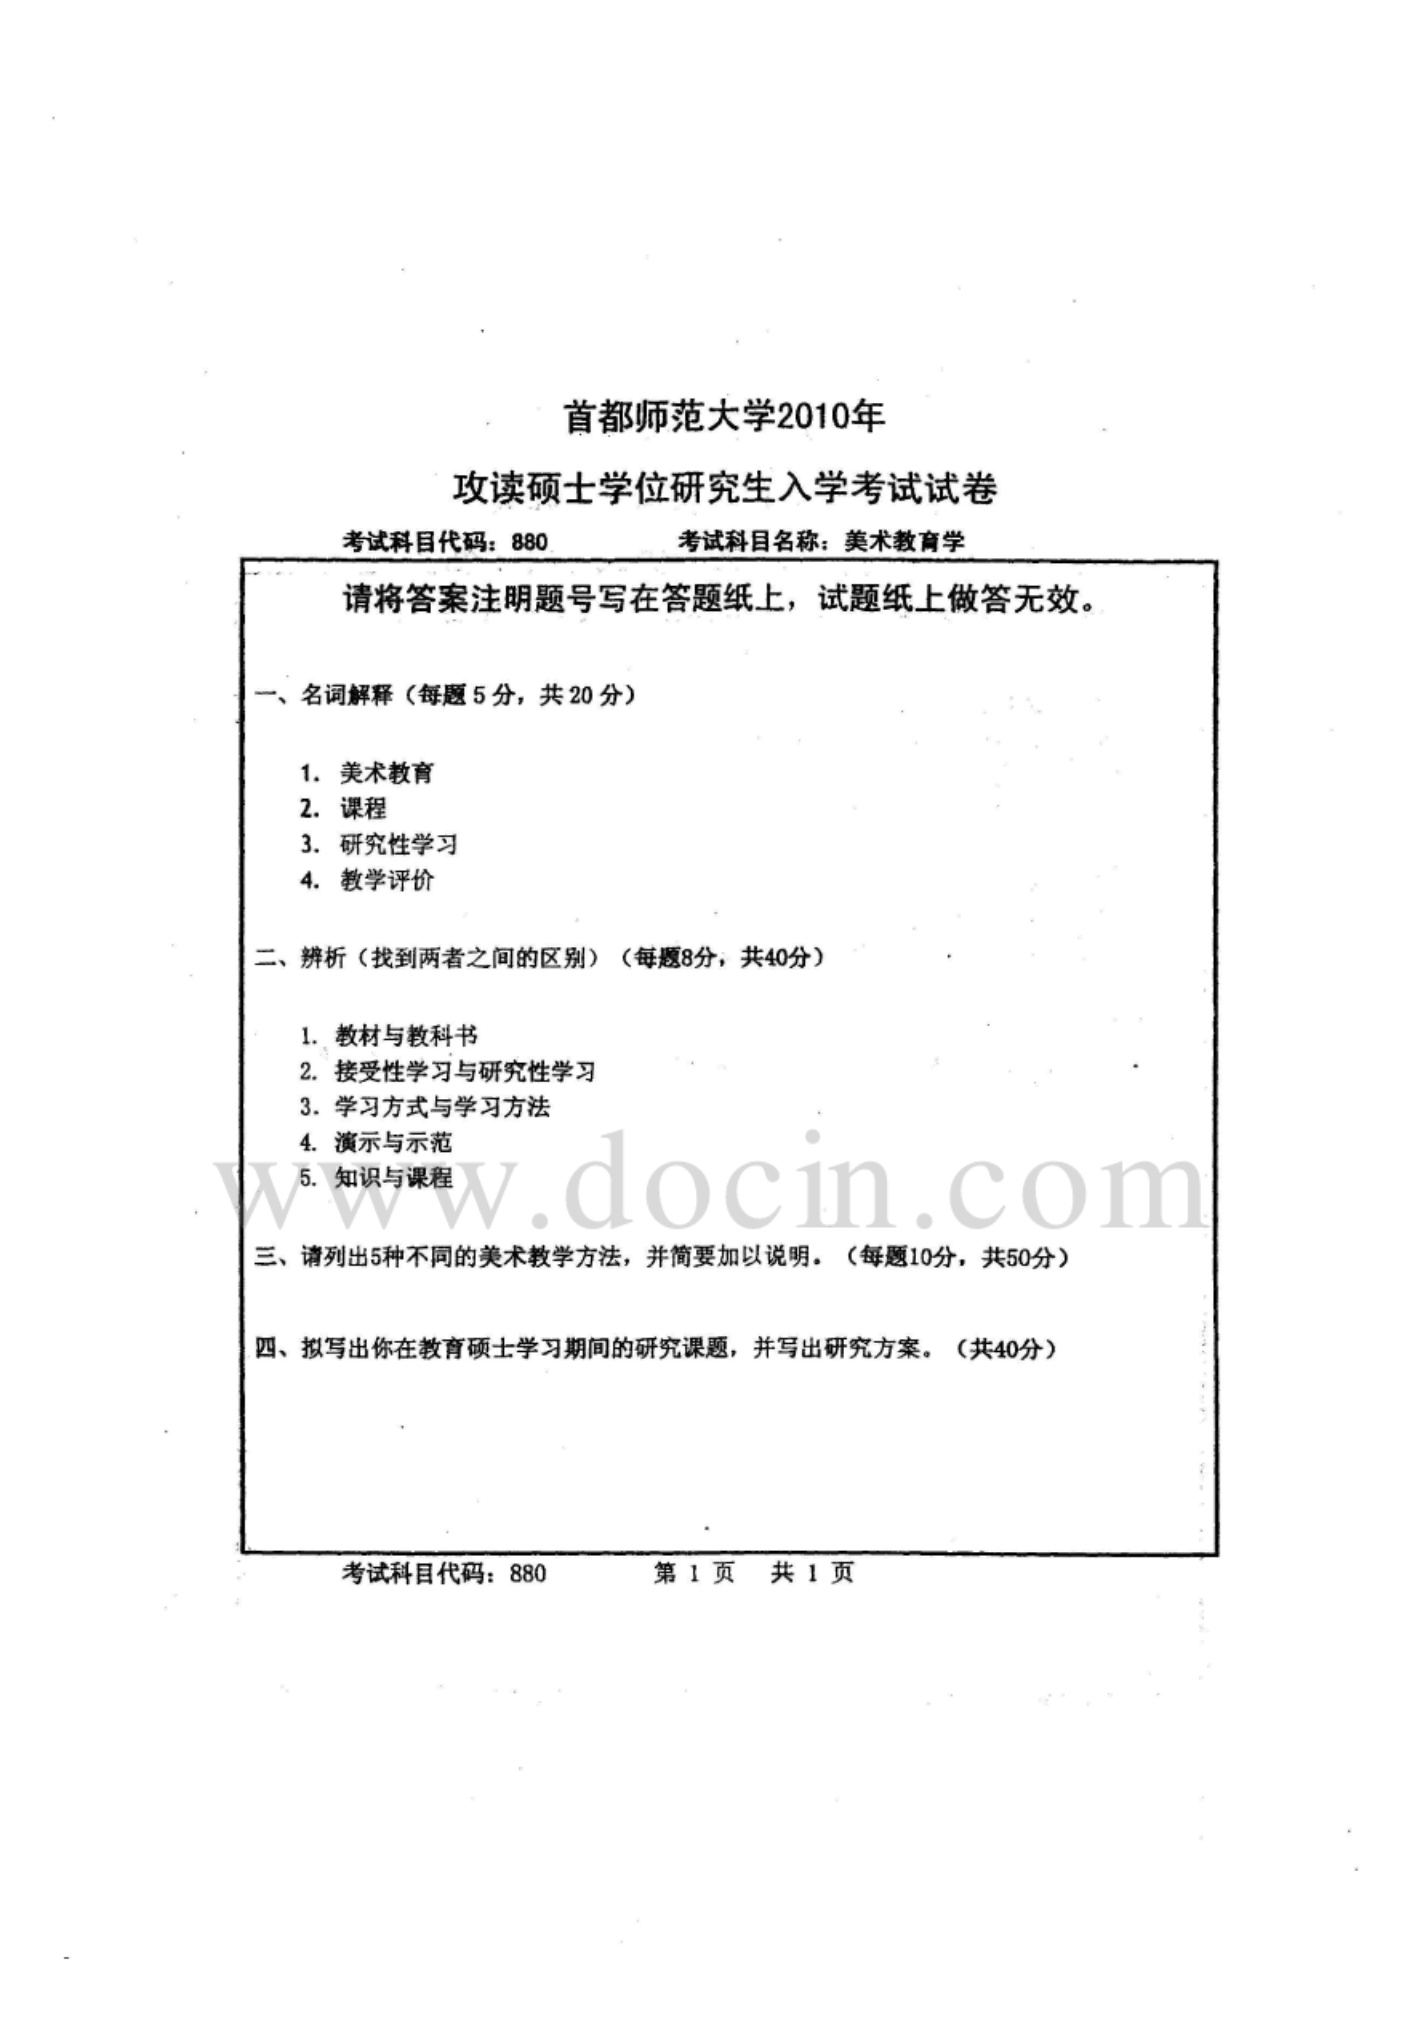 首都师范大学2010年
攻读硕士学位研究生入学考试试卷
考试科目代码：880 考试科目名称：美术教育学
请将答案注明题号写在答题纸上，试题纸上做答无效。
一、名词解释（每题5分，共20分）
1. 美术教育
2. 课程
3. 研究性学习
4. 教学评价
二、辨析（找到两者之间的区别）（每题8分，共40分）
1. 教材与教科书
2. 接受性学习与研究性学习
3. 学习方式与学习方法
4. 演示与示范
5. 知识与课程
www.docin.com
三、请列出5种不同的美术教学方法，并简要加以说明。（每题10分，共50分）
四、拟写出你在教育硕士学习期间的研究课题，并写出研究方案。（共40分）
考试科目代码：880 第 1 页 共 1 页